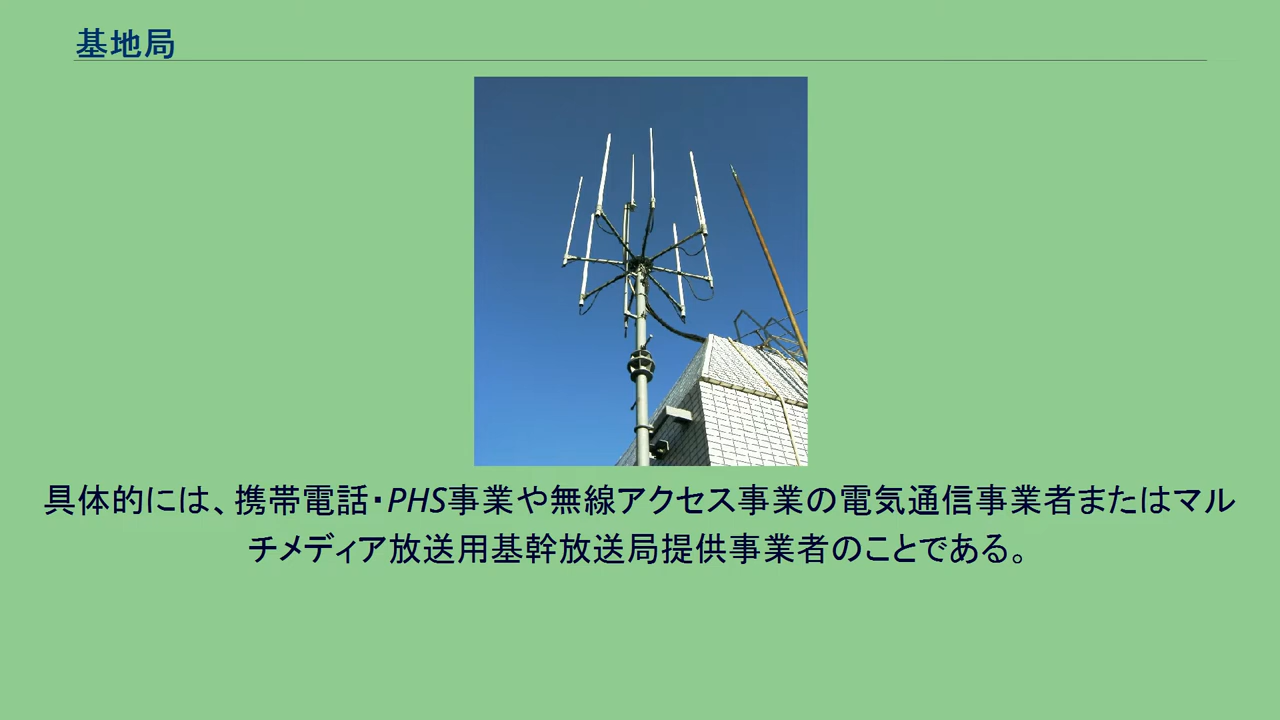 基地局
具体的には、携帯電話・PHS事業や無線アクセス事業の電気通信事業者またはマル
チメディア放送用基幹放送局提供事業者のことである。